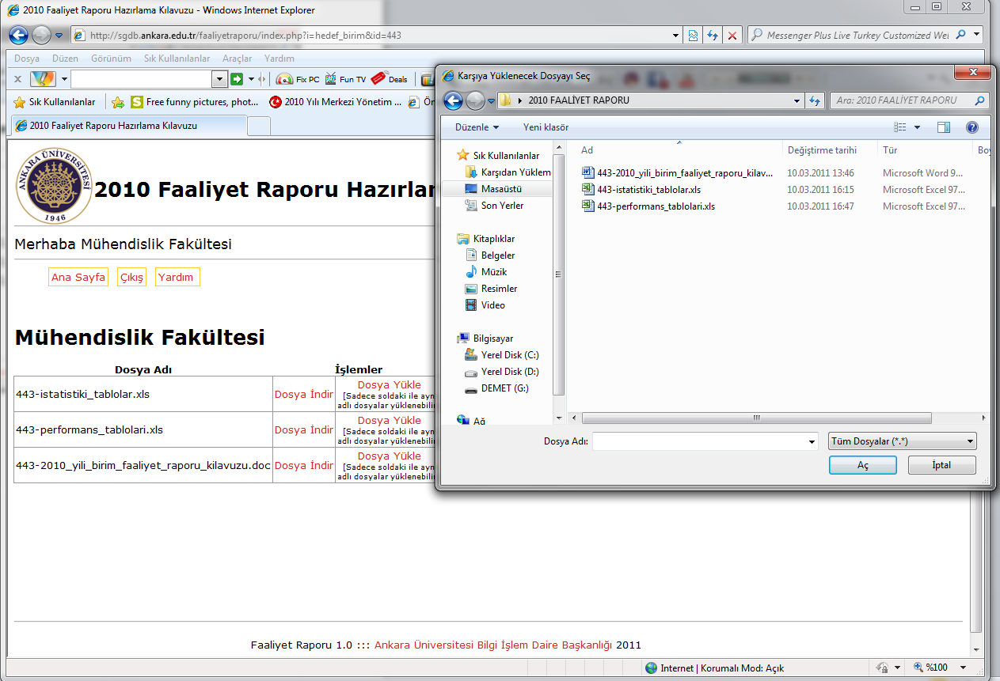 2010 Faaliyet Raporu Hazırlama Kılavuzu - Windows Internet Explorer
http://sgdb.ankara.edu.tr/faaliyetraporu/index.php?i=hedef_birim&id=443
Messenger Plus Live Turkey Customized Wel
Dosya Düzen Görünüm Sık Kullanılanlar Araçlar Yardım
Fix PC Fun TV Deals
Sık Kullanılanlar Free funny pictures, phot... 2010 Yılı Merkezi Yönetim ... Ön
2010 Faaliyet Raporu Hazırlama Kılavuzu
ANKARA ÜNİVERSİTESİ
1946
2010 Faaliyet Raporu Hazırlar
Merhaba Mühendislik Fakültesi
Ana Sayfa Çıkış Yardım
Mühendislik Fakültesi
Dosya Adı İşlemler
443-istatistiki_tablolar.xls Dosya İndir Dosya Yükle
[Sadece soldaki ile ayn
adlı dosyalar yüklenebilir
443-performans_tablolari.xls Dosya İndir Dosya Yükle
[Sadece soldaki ile ayn
adlı dosyalar yüklenebilir
443-2010_yili_birim_faaliyet_raporu_kilavuzu.doc Dosya İndir Dosya Yükle
[Sadece soldaki ile ayn
adlı dosyalar yüklenebilir
Faaliyet Raporu 1.0 ::: Ankara Üniversitesi Bilgi İşlem Daire Başkanlığı 2011
Internet | Korumalı Mod: Açık
%100
Karşıya Yüklenecek Dosyayı Seç
2010 FAALİYET RAPORU
Ara: 2010 FAALİYET RAPORU
Düzenle Yeni klasör
Sık Kullanılanlar
Karşıdan Yüklem
Masaüstü
Son Yerler
Kitaplıklar
Belgeler
Müzik
Resimler
Video
Bilgisayar
Yerel Disk (C:)
Yerel Disk (D:)
DEMET (G:)
Ağ
Ad Değiştirme tarihi Tür Boy
443-2010_yili_birim_faaliyet_raporu_kilav... 10.03.2011 13:46 Microsoft Word 9...
443-istatistiki_tablolar.xls 10.03.2011 16:15 Microsoft Excel 97...
443-performans_tablolari.xls 10.03.2011 16:47 Microsoft Excel 97...
Dosya Adı: Tüm Dosyalar (*.*)
Aç İptal